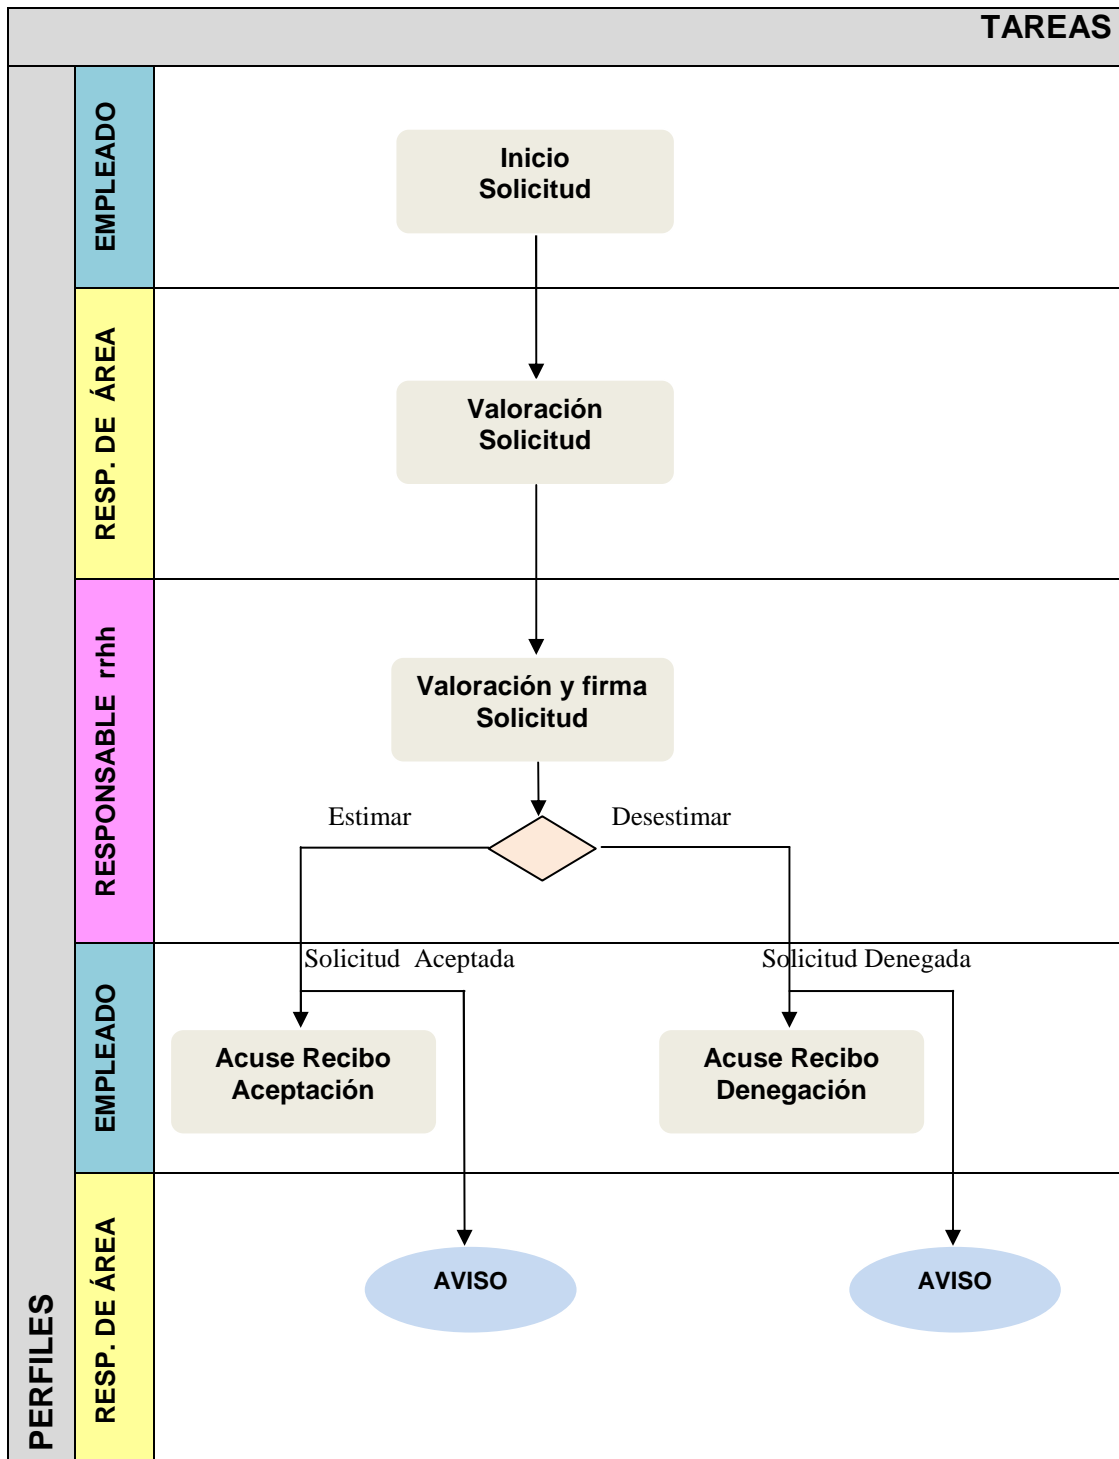 TAREAS
EMPLEADO
Inicio
Solicitud
RESP. DE ÁREA
Valoración
Solicitud
RESPONSABLE rrhh
Valoración y firma
Solicitud
Estimar
Desestimar
EMPLEADO
Solicitud Aceptada
Solicitud Denegada
Acuse Recibo
Aceptación
Acuse Recibo
Denegación
RESP. DE ÁREA
AVISO
AVISO
PERFILES